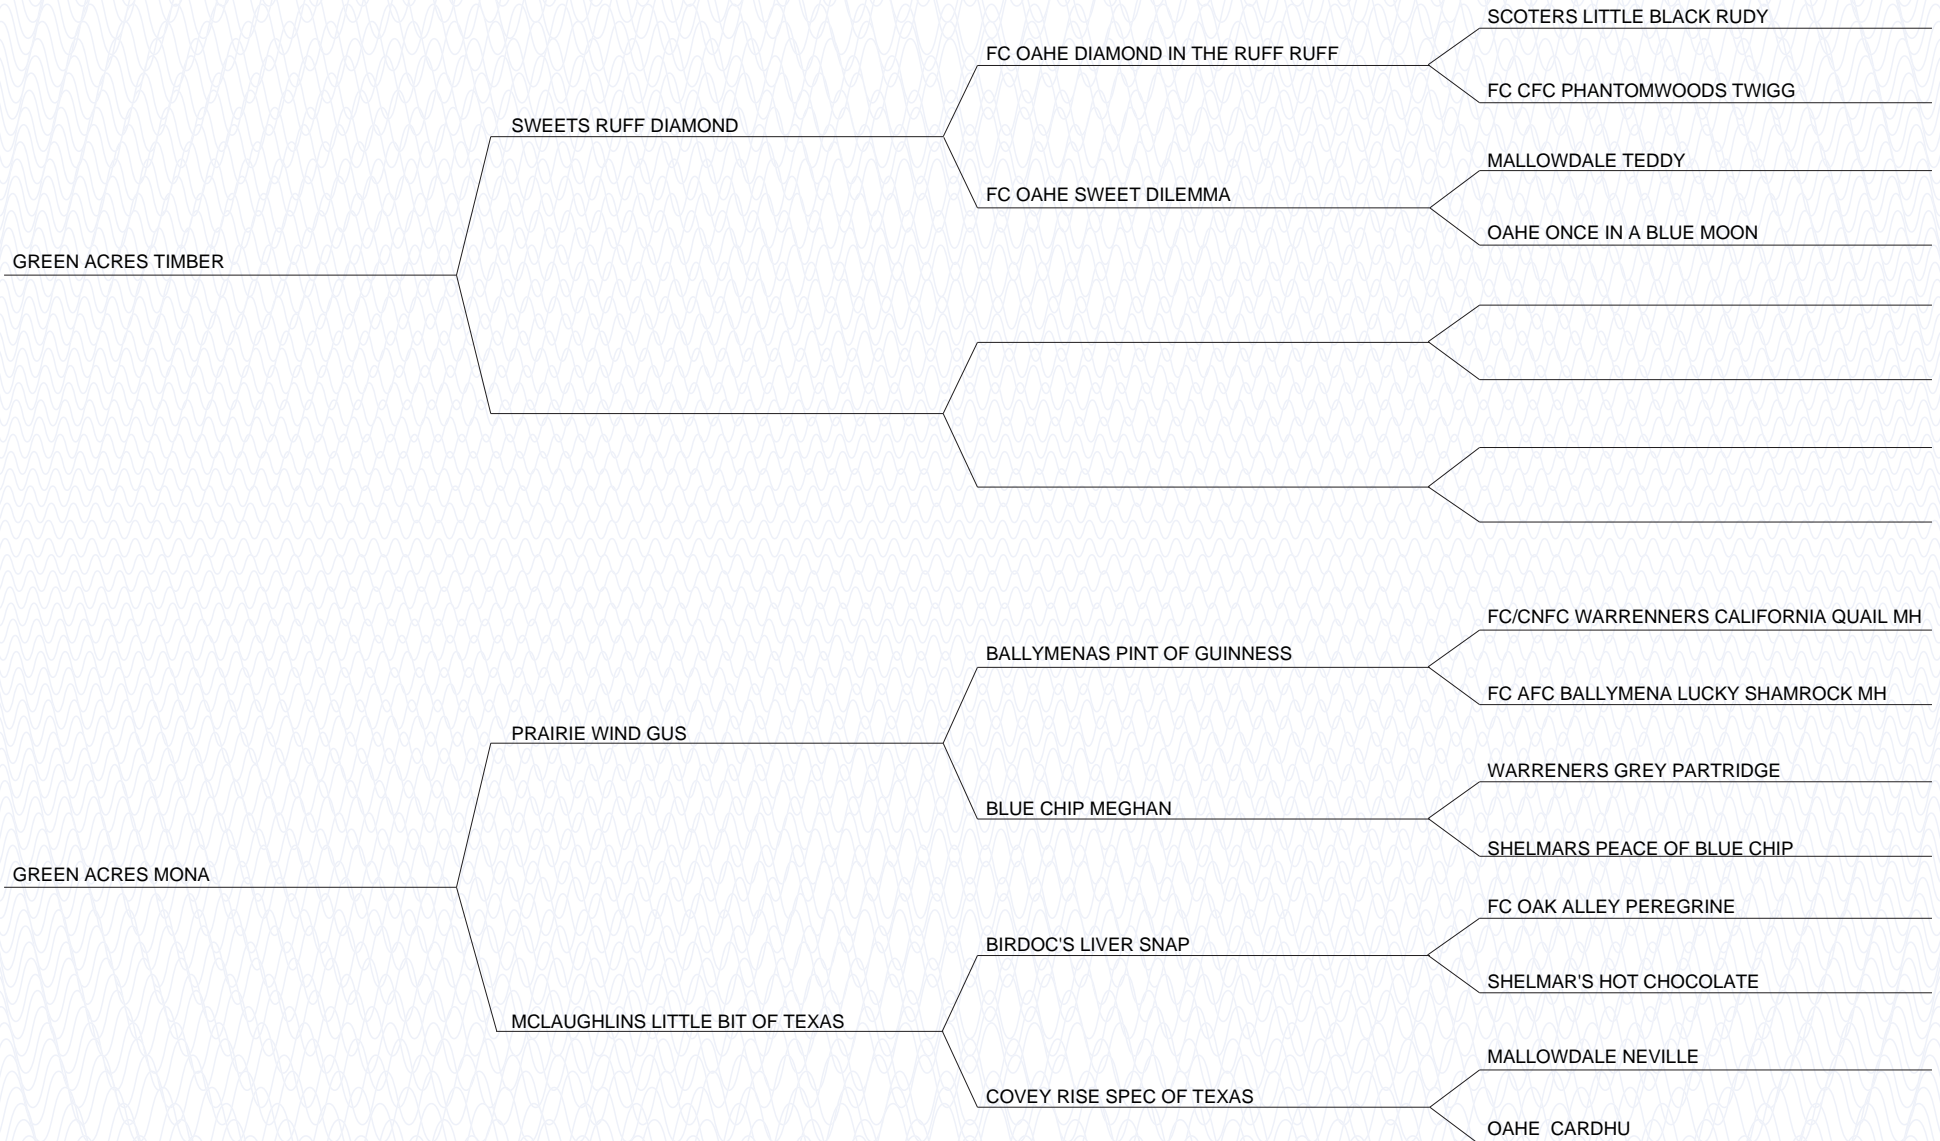 SCOTERS LITTLE BLACK RUDY
FC OAHE DIAMOND IN THE RUFF RUFF
FC CFC PHANTOMWOODS TWIGG
SWEETS RUFF DIAMOND
MALLOWDALE TEDDY
FC OAHE SWEET DILEMMA
OAHE ONCE IN A BLUE MOON
GREEN ACRES TIMBER
FC/CNFC WARRENNERS CALIFORNIA QUAIL MH
BALLYMENAS PINT OF GUINNESS
FC AFC BALLYMENA LUCKY SHAMROCK MH
PRAIRIE WIND GUS
WARRENERS GREY PARTRIDGE
BLUE CHIP MEGHAN
SHELMARS PEACE OF BLUE CHIP
GREEN ACRES MONA
FC OAK ALLEY PEREGRINE
BIRDOC'S LIVER SNAP
SHELMAR'S HOT CHOCOLATE
MCLAUGHLINS LITTLE BIT OF TEXAS
MALLOWDALE NEVILLE
COVEY RISE SPEC OF TEXAS
OAHE  CARDHU